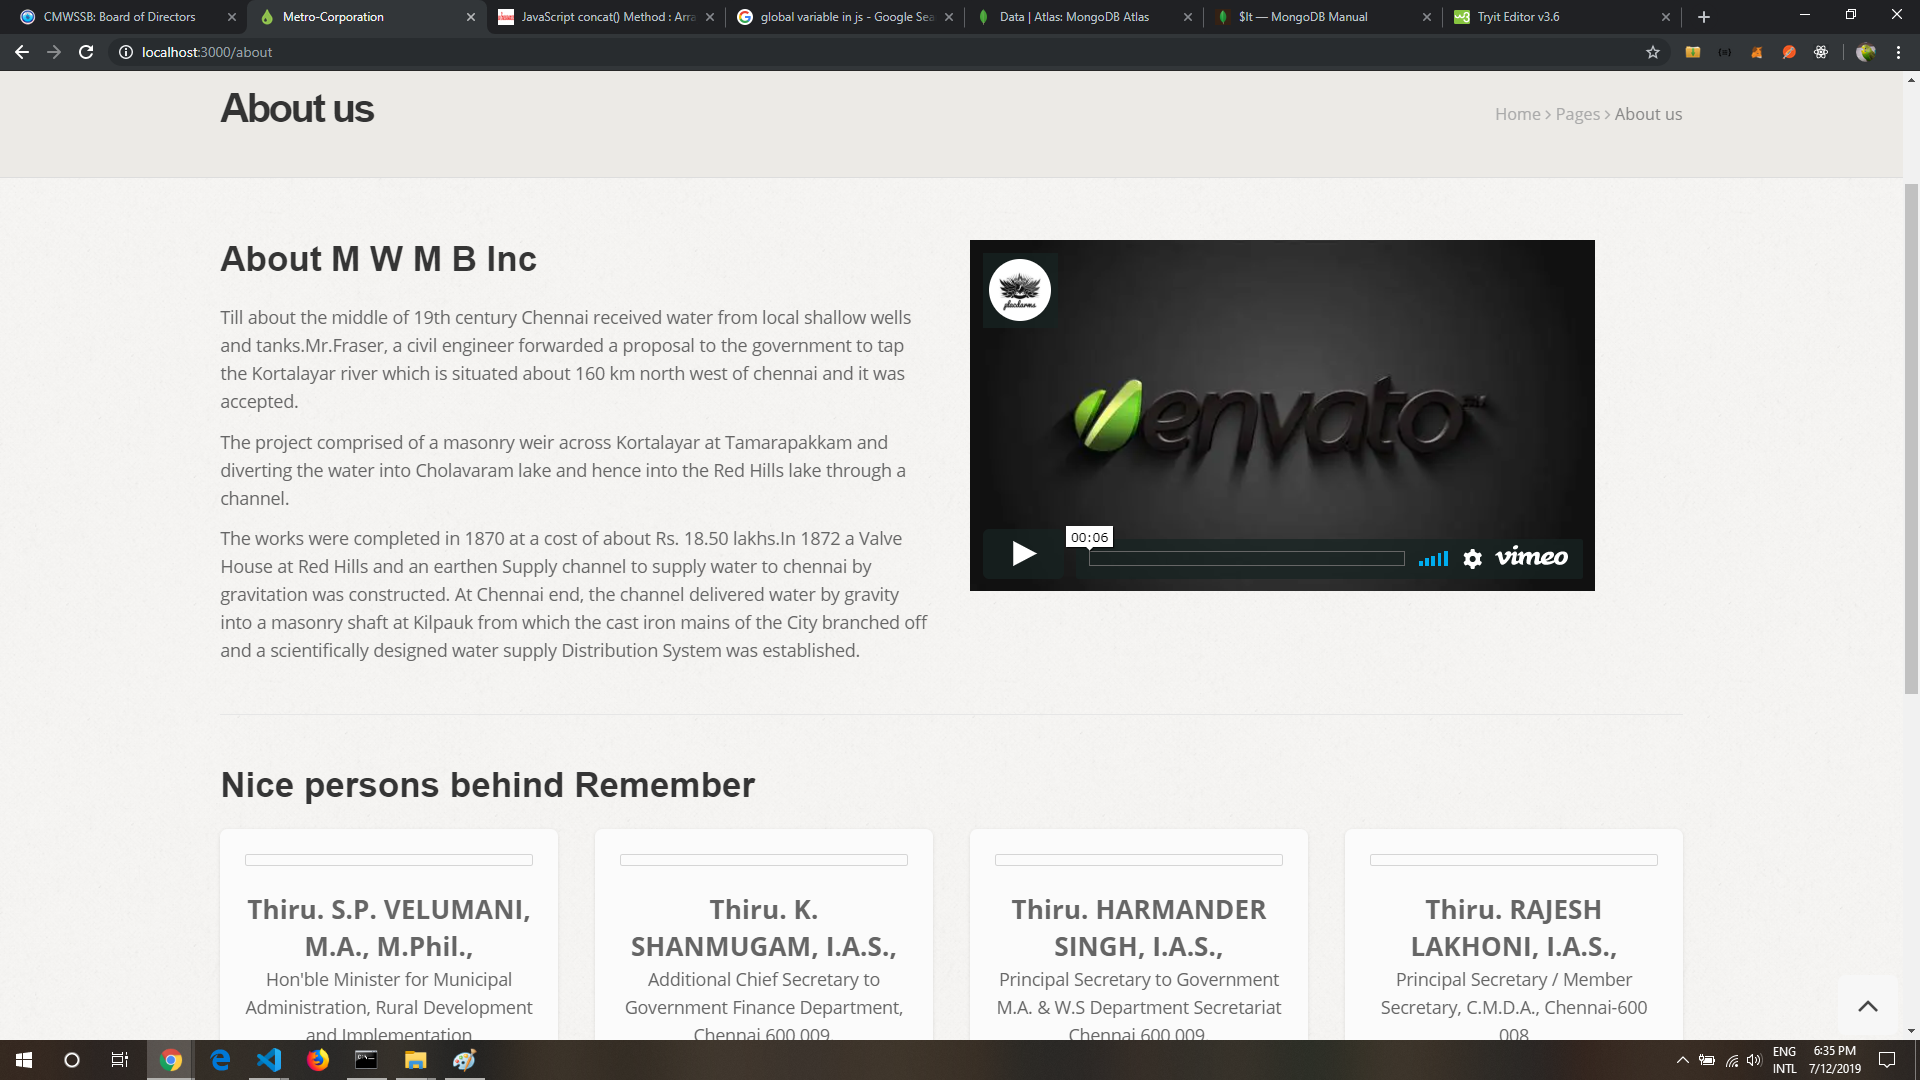 CMWSSB: Board of Directors
Metro-Corporation
JavaScript concat() Method : Arra
global variable in js - Google Sea
Data | Atlas: MongoDB Atlas
$lt — MongoDB Manual
Tryit Editor v3.6
localhost:3000/about
About us
Home > Pages > About us
About M W M B Inc
Till about the middle of 19th century Chennai received water from local shallow wells
and tanks.Mr.Fraser, a civil engineer forwarded a proposal to the government to tap
the Kortalayar river which is situated about 160 km north west of chennai and it was
accepted.
The project comprised of a masonry weir across Kortalayar at Tamarapakkam and
diverting the water into Cholavaram lake and hence into the Red Hills lake through a
channel.
The works were completed in 1870 at a cost of about Rs. 18.50 lakhs.In 1872 a Valve
House at Red Hills and an earthen Supply channel to supply water to chennai by
gravitation was constructed. At Chennai end, the channel delivered water by gravity
into a masonry shaft at Kilpauk from which the cast iron mains of the City branched off
and a scientifically designed water supply Distribution System was established.
envato
00:06
vimeo
Nice persons behind Remember
Thiru. S.P. VELUMANI,
M.A., M.Phil.,
Hon'ble Minister for Municipal
Administration, Rural Development
and Implementation
Thiru. K.
SHANMUGAM, I.A.S.,
Additional Chief Secretary to
Government Finance Department,
Chennai 600 009.
Thiru. HARMANDER
SINGH, I.A.S.,
Principal Secretary to Government
M.A. & W.S Department Secretariat
Chennai 600 009.
Thiru. RAJESH
LAKHONI, I.A.S.,
Principal Secretary / Member
Secretary, C.M.D.A., Chennai-600
008
ENG
INTL
6:35 PM
7/12/2019